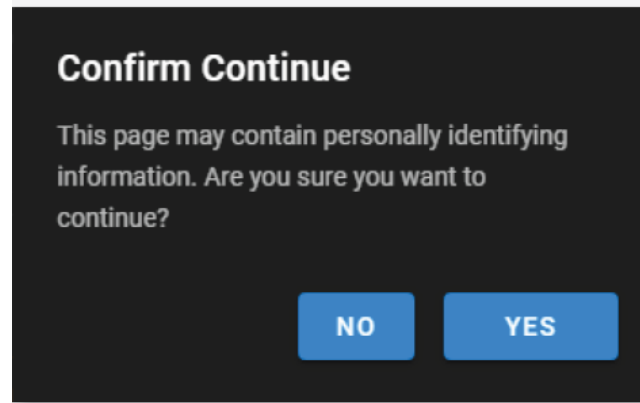 Confirm Continue
This page may contain personally identifying
information. Are you sure you want to
continue?
NO YES